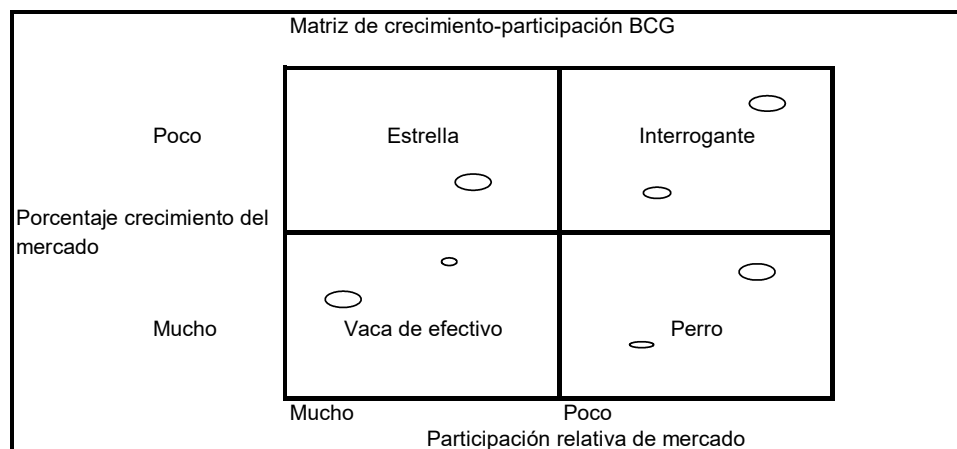 Matriz de crecimiento-participación BCG
Poco
Estrella
Interrogante
Porcentaje crecimiento del
mercado
Mucho
Vaca de efectivo
Perro
Mucho
Poco
Participación relativa de mercado